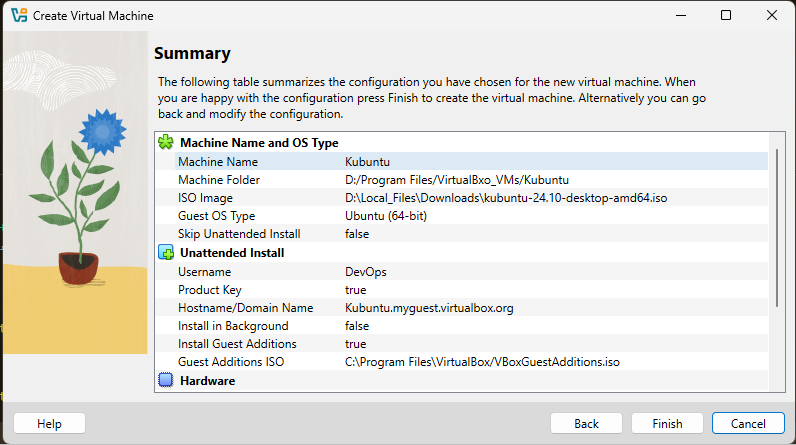 Create Virtual Machine
Summary
The following table summarizes the configuration you have chosen for the new virtual machine. When
you are happy with the configuration press Finish to create the virtual machine. Alternatively you can go
back and modify the configuration.
Machine Name and OS Type
Machine Name Kubuntu
Machine Folder D:/Program Files/VirtualBxo_VMs/Kubuntu
ISO Image D:\Local_Files\Downloads\kubuntu-24.10-desktop-amd64.iso
Guest OS Type Ubuntu (64-bit)
Skip Unattended Install false
Unattended Install
Username DevOps
Product Key true
Hostname/Domain Name Kubuntu.myguest.virtualbox.org
Install in Background false
Install Guest Additions true
Guest Additions ISO C:\Program Files\VirtualBox/VBoxGuestAdditions.iso
Hardware
Help Back Finish Cancel